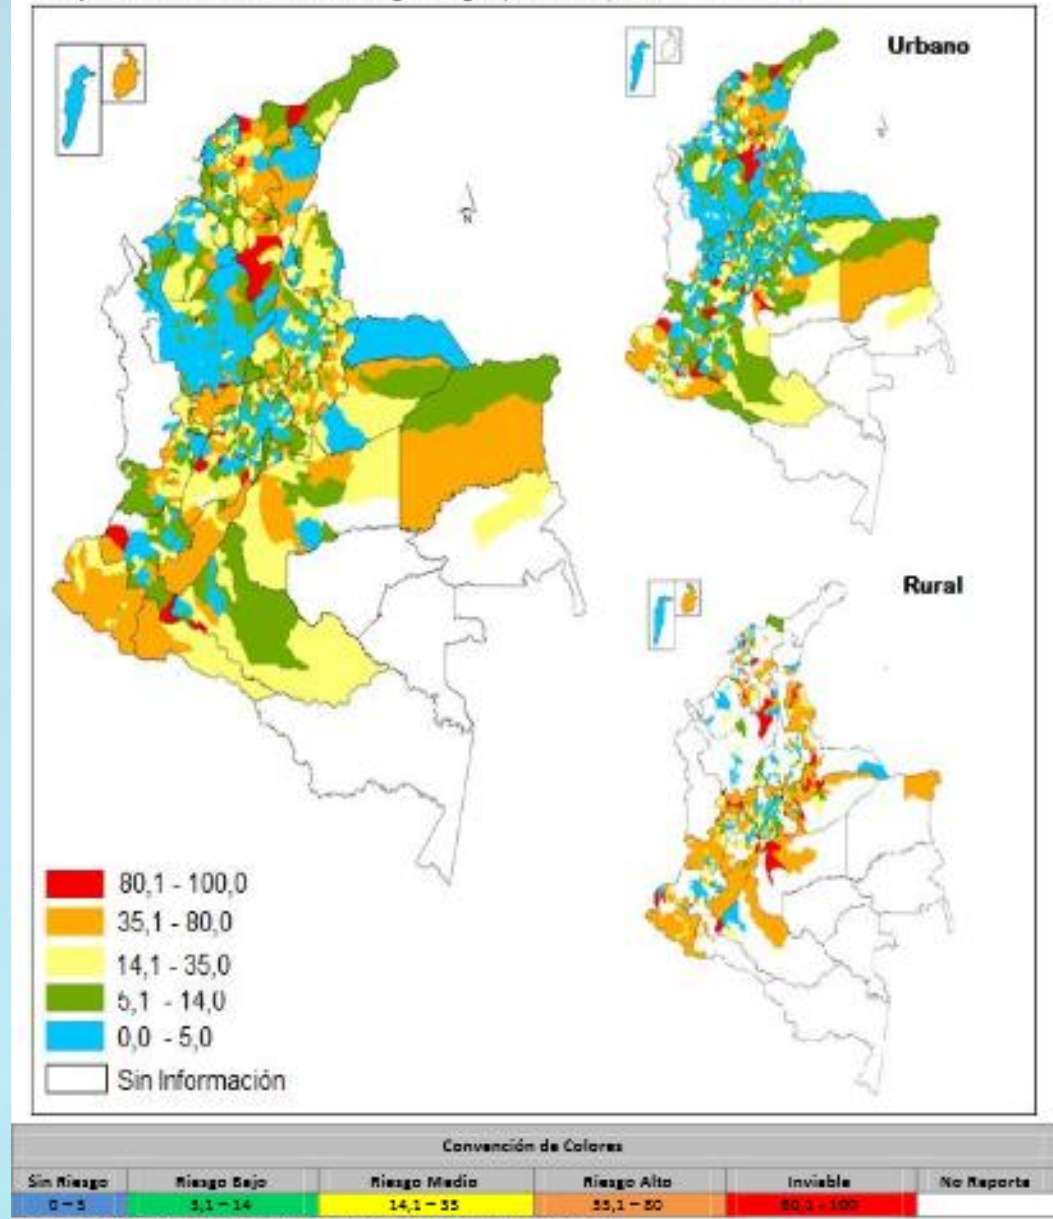 Urbano
N
Rural
80,1 - 100,0
35,1 - 80,0
14,1 - 35,0
5,1 - 14,0
0,0 - 5,0
Sin Información
Convención de Colores
Sin Riesgo Riesgo Bajo Riesgo Medio Riesgo Alto Inviable No Reporte
0 – 5 5,1 – 14 14,1 – 35 35,1 – 80 80,1 - 100